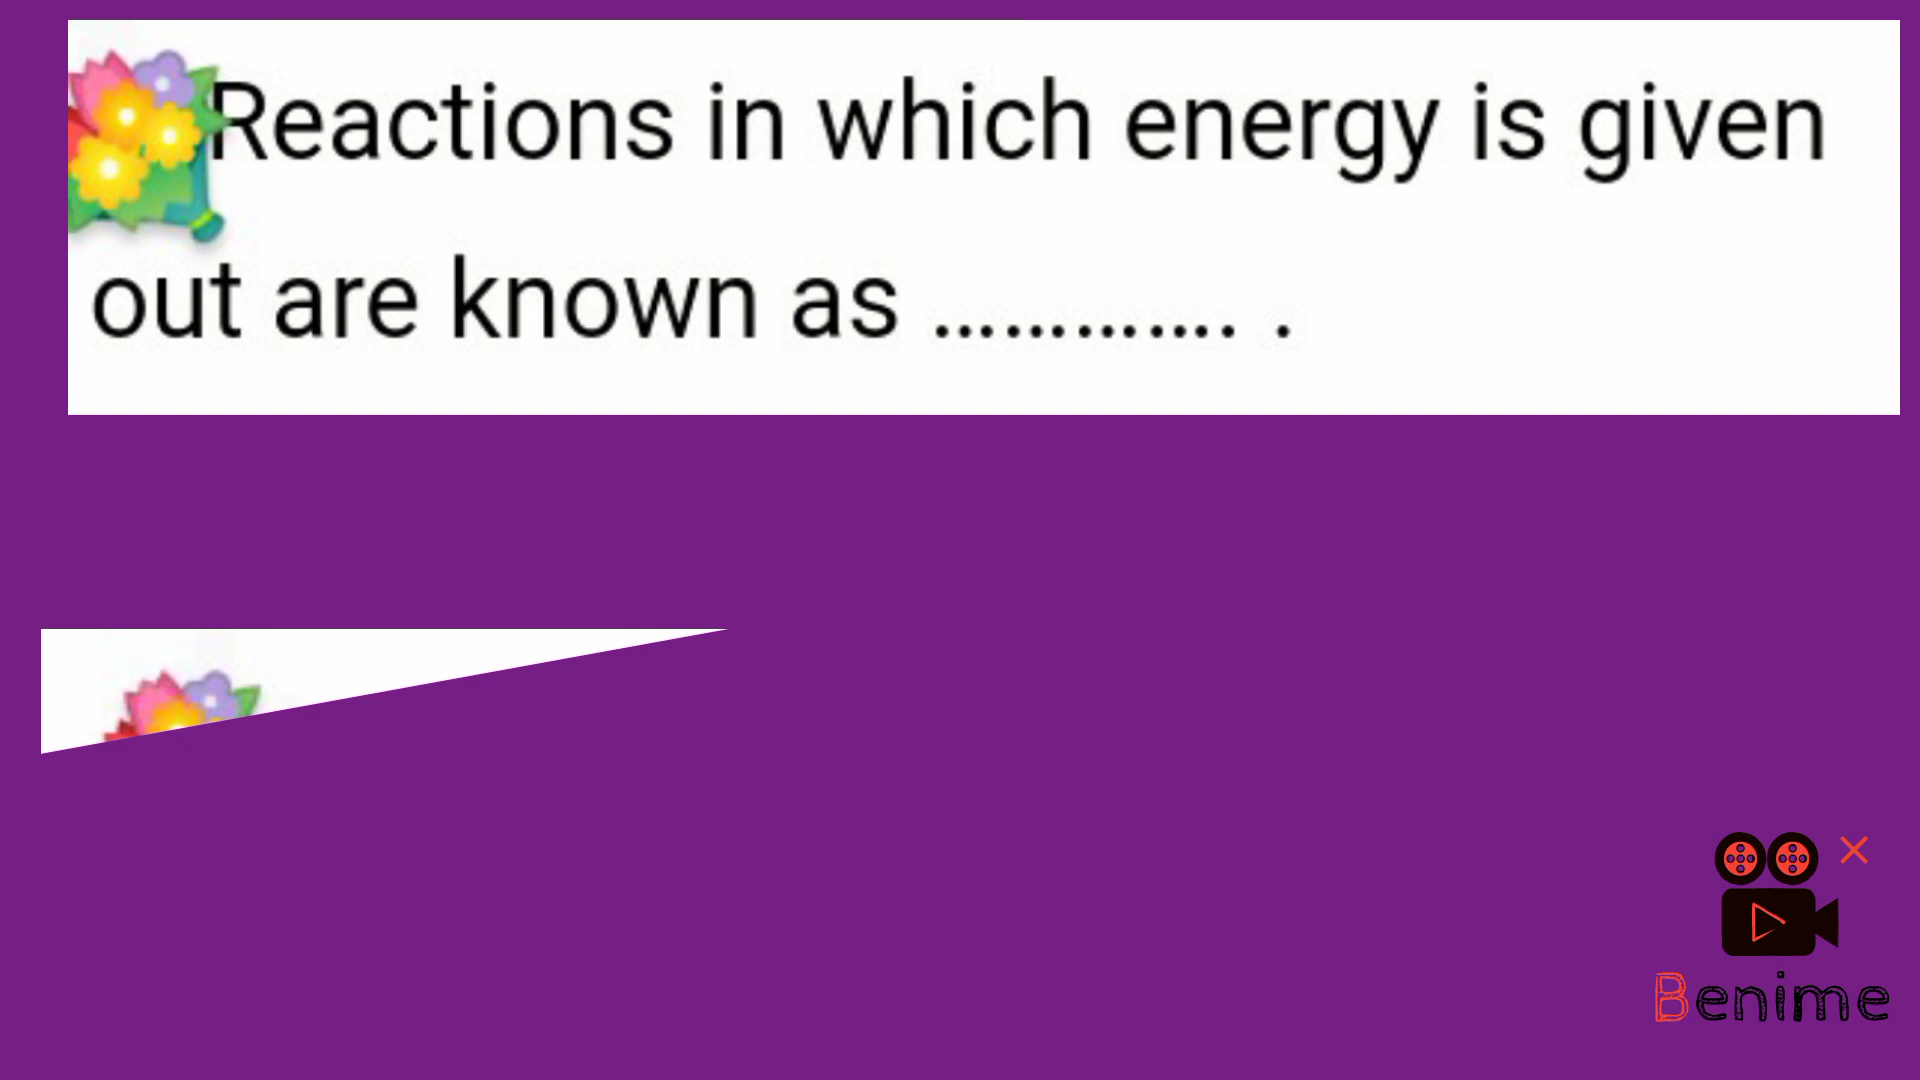 Reactions in which energy is given
out are known as ............. .
Benime